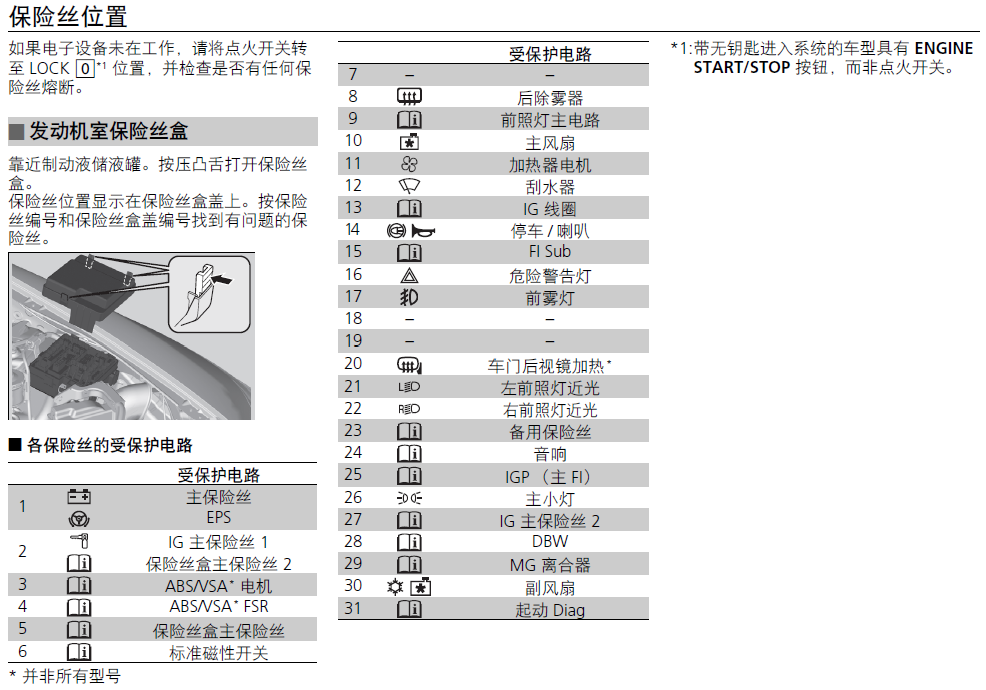 保险丝位置
如果电子设备未在工作，请将点火开关转
至 LOCK 0*1 位置，并检查是否有任何保
险丝熔断。
发动机室保险丝盒
靠近制动液储液罐。按压凸舌打开保险丝
盒。
保险丝位置显示在保险丝盒盖上。按保险
丝编号和保险丝盒盖编号找到有问题的保
险丝。
各保险丝的受保护电路
受保护电路
1 主保险丝
EPS
2 IG 主保险丝 1
保险丝盒主保险丝 2
3 ABS/VSA* 电机
4 ABS/VSA* FSR
5 保险丝盒主保险丝
6 标准磁性开关
* 并非所有型号
受保护电路
7 – –
8 后除雾器
9 前照灯主电路
10 主风扇
11 加热器电机
12 刮水器
13 IG 线圈
14 停车 / 喇叭
15 FI Sub
16 危险警告灯
17 前雾灯
18 – –
19 – –
20 车门后视镜加热*
21 L 左前照灯近光
22 R 右前照灯近光
23 备用保险丝
24 音响
25 IGP （主 FI）
26 主小灯
27 IG 主保险丝 2
28 DBW
29 MG 离合器
30 副风扇
31 起动 Diag
*1:带无钥匙进入系统的车型具有 ENGINE
START/STOP 按钮，而非点火开关。